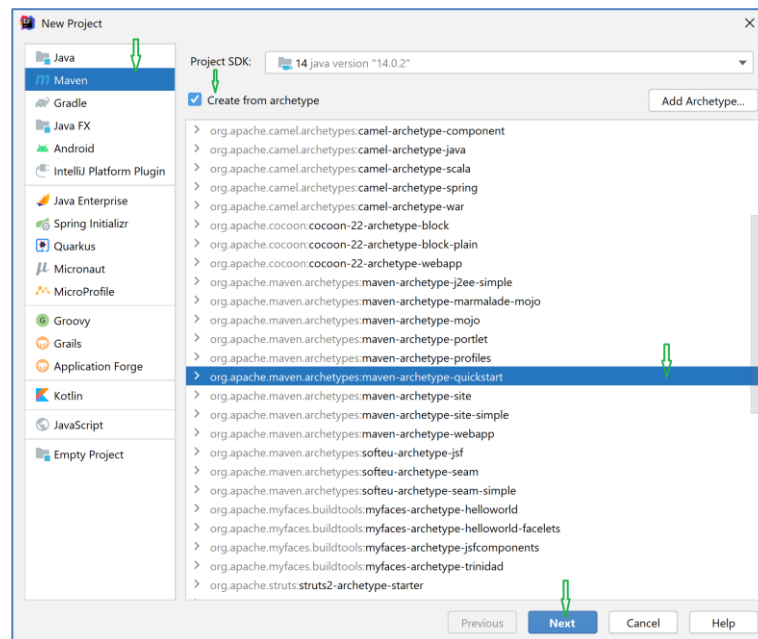 New Project
Java
Maven
Gradle
Java FX
Android
IntelliJ Platform Plugin
Java Enterprise
Spring Initializr
Quarkus
Micronaut
MicroProfile
Groovy
Grails
Application Forge
Kotlin
JavaScript
Empty Project
Project SDK: 14 java version "14.0.2"
Create from archetype Add Archetype...
org.apache.camel.archetypes:camel-archetype-component
org.apache.camel.archetypes:camel-archetype-java
org.apache.camel.archetypes:camel-archetype-scala
org.apache.camel.archetypes:camel-archetype-spring
org.apache.camel.archetypes:camel-archetype-war
org.apache.cocoon:cocoon-22-archetype-block
org.apache.cocoon:cocoon-22-archetype-block-plain
org.apache.cocoon:cocoon-22-archetype-webapp
org.apache.maven.archetypes:maven-archetype-j2ee-simple
org.apache.maven.archetypes:maven-archetype-marmalade-mojo
org.apache.maven.archetypes:maven-archetype-mojo
org.apache.maven.archetypes:maven-archetype-portlet
org.apache.maven.archetypes:maven-archetype-profiles
org.apache.maven.archetypes:maven-archetype-quickstart
org.apache.maven.archetypes:maven-archetype-site
org.apache.maven.archetypes:maven-archetype-site-simple
org.apache.maven.archetypes:maven-archetype-webapp
org.apache.maven.archetypes:softeu-archetype-jsf
org.apache.maven.archetypes:softeu-archetype-seam
org.apache.maven.archetypes:softeu-archetype-seam-simple
org.apache.myfaces.buildtools:myfaces-archetype-helloworld
org.apache.myfaces.buildtools:myfaces-archetype-helloworld-facelets
org.apache.myfaces.buildtools:myfaces-archetype-jsfcomponents
org.apache.myfaces.buildtools:myfaces-archetype-trinidad
org.apache.struts:struts2-archetype-starter
Previous Next Cancel Help